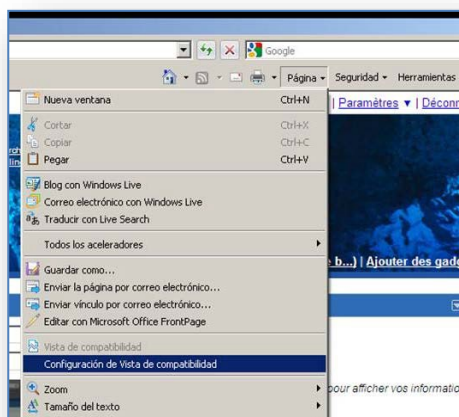 Google
Página Seguridad Herramientas
Nueva ventana Ctrl+N
| Paramètres ▼ | Déconn
Cortar Ctrl+X
Copiar Ctrl+C
Pegar Ctrl+V
Blog con Windows Live
Correo electrónico con Windows Live
Traducir con Live Search
Todos los aceleradores
b...) | Ajouter des gad
Guardar como...
Enviar la página por correo electrónico...
Enviar vínculo por correo electrónico...
Editar con Microsoft Office FrontPage
Vista de compatibilidad
Configuración de Vista de compatibilidad
Zoom
pour afficher vos informatio
Tamaño del texto